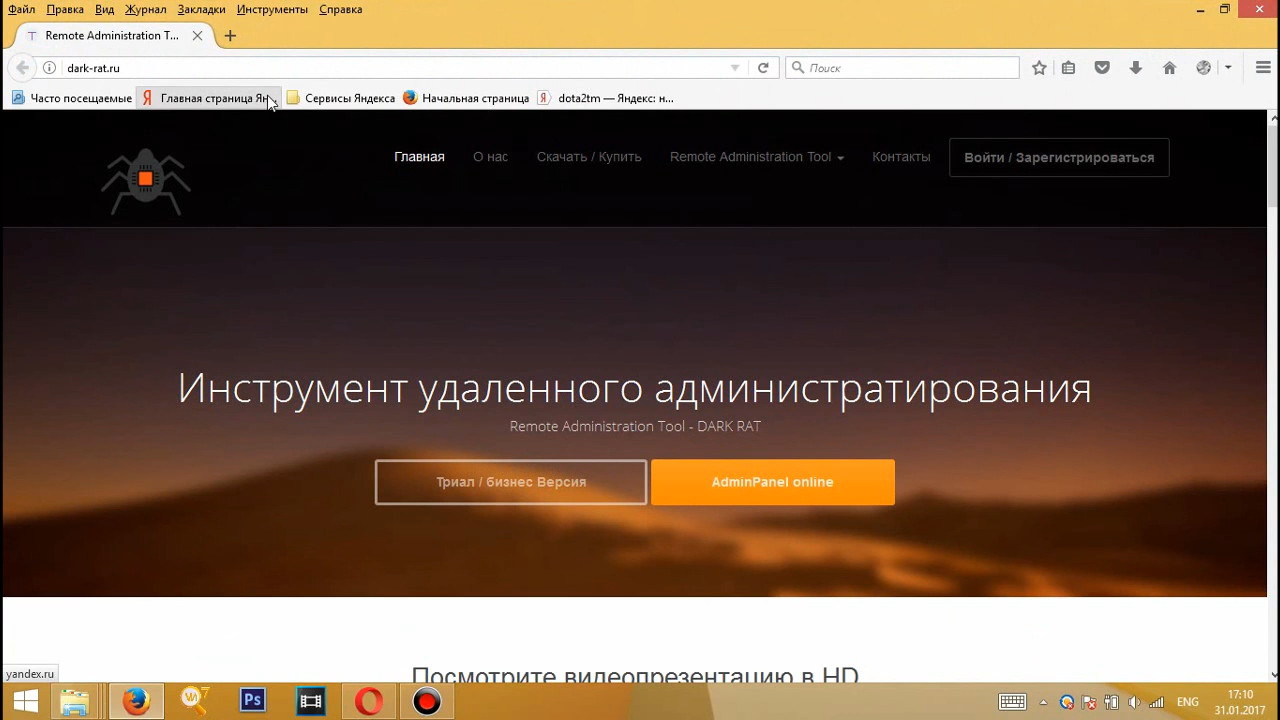 Файл Правка Вид Журнал Закладки Инструменты Справка
Remote Administration T...
dark-rat.ru
Поиск
Часто посещаемые Главная страница Ян... Сервисы Яндекса Начальная страница dota2tm — Яндекс: н...
Главная О нас Скачать / Купить Remote Administration Tool Контакты Войти / Зарегистрироваться
Инструмент удаленного администратирования
Remote Administration Tool - DARK RAT
Триал / бизнес Версия AdminPanel online
Посмотрите видеопрезентацию в HD
yandex.ru
Ps
ENG
17:10
31.01.2017